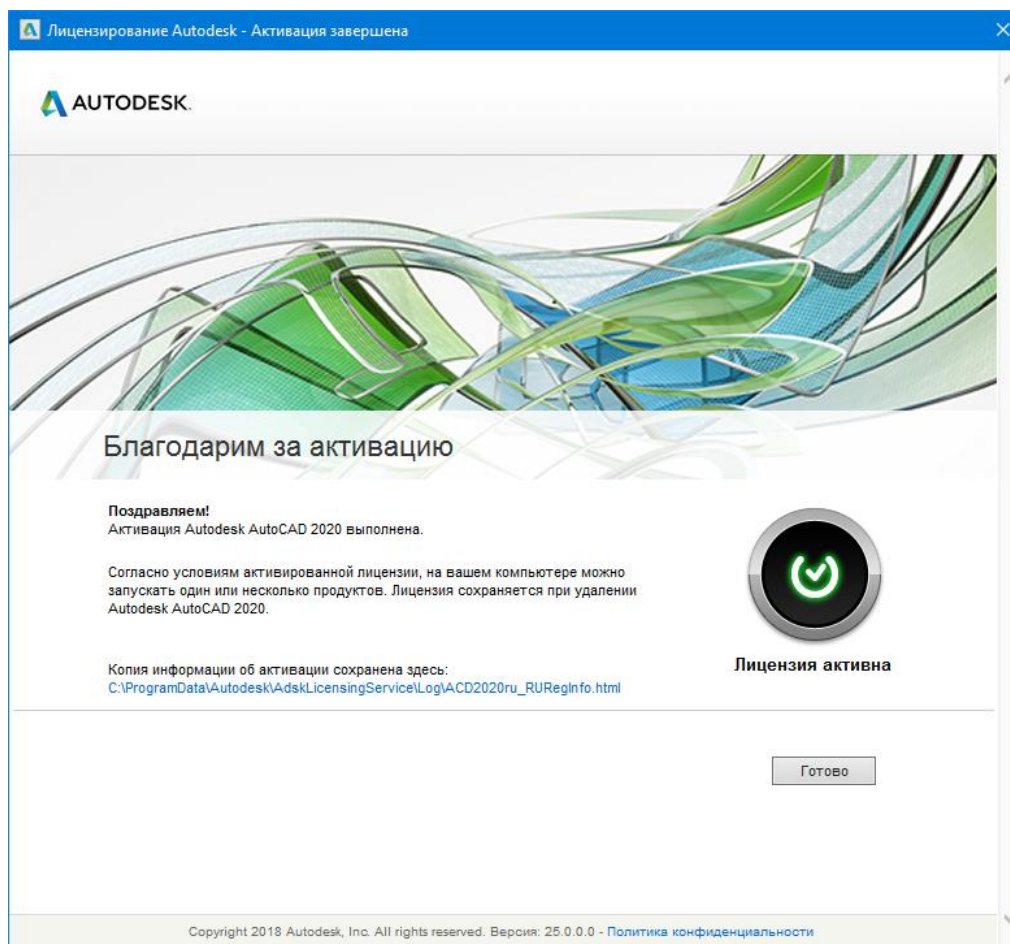 Лицензирование Autodesk - Активация завершена
AUTODESK.
Благодарим за активацию
Поздравляем!
Активация Autodesk AutoCAD 2020 выполнена.
Согласно условиям активированной лицензии, на вашем компьютере можно
запускать один или несколько продуктов. Лицензия сохраняется при удалении
Autodesk AutoCAD 2020.
Лицензия активна
Копия информации об активации сохранена здесь:
C:\ProgramData\Autodesk\AdskLicensingService\Log\ACD2020ru_RURegInfo.html
Готово
Copyright 2018 Autodesk, Inc. All rights reserved. Версия: 25.0.0.0 - Политика конфиденциальности